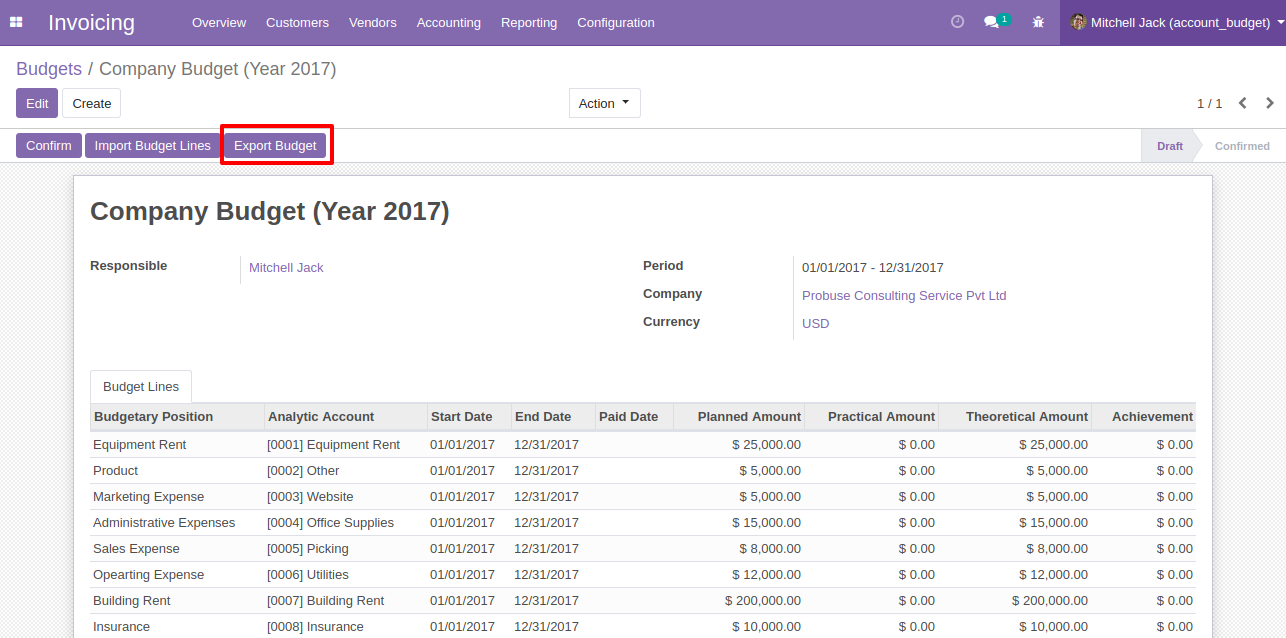 Invoicing Overview Customers Vendors Accounting Reporting Configuration 1 Mitchell Jack (account_budget)
Budgets / Company Budget (Year 2017)
Edit Create Action 1 / 1
Confirm Import Budget Lines Export Budget Draft Confirmed
Company Budget (Year 2017)
Responsible Mitchell Jack Period 01/01/2017 - 12/31/2017
Company Probuse Consulting Service Pvt Ltd
Currency USD
Budget Lines
Budgetary Position Analytic Account Start Date End Date Paid Date Planned Amount Practical Amount Theoretical Amount Achievement
Equipment Rent [0001] Equipment Rent 01/01/2017 12/31/2017 $ 25,000.00 $ 0.00 $ 25,000.00 $ 0.00
Product [0002] Other 01/01/2017 12/31/2017 $ 5,000.00 $ 0.00 $ 5,000.00 $ 0.00
Marketing Expense [0003] Website 01/01/2017 12/31/2017 $ 5,000.00 $ 0.00 $ 5,000.00 $ 0.00
Administrative Expenses [0004] Office Supplies 01/01/2017 12/31/2017 $ 15,000.00 $ 0.00 $ 15,000.00 $ 0.00
Sales Expense [0005] Picking 01/01/2017 12/31/2017 $ 8,000.00 $ 0.00 $ 8,000.00 $ 0.00
Opearting Expense [0006] Utilities 01/01/2017 12/31/2017 $ 12,000.00 $ 0.00 $ 12,000.00 $ 0.00
Building Rent [0007] Building Rent 01/01/2017 12/31/2017 $ 200,000.00 $ 0.00 $ 200,000.00 $ 0.00
Insurance [0008] Insurance 01/01/2017 12/31/2017 $ 10,000.00 $ 0.00 $ 10,000.00 $ 0.00